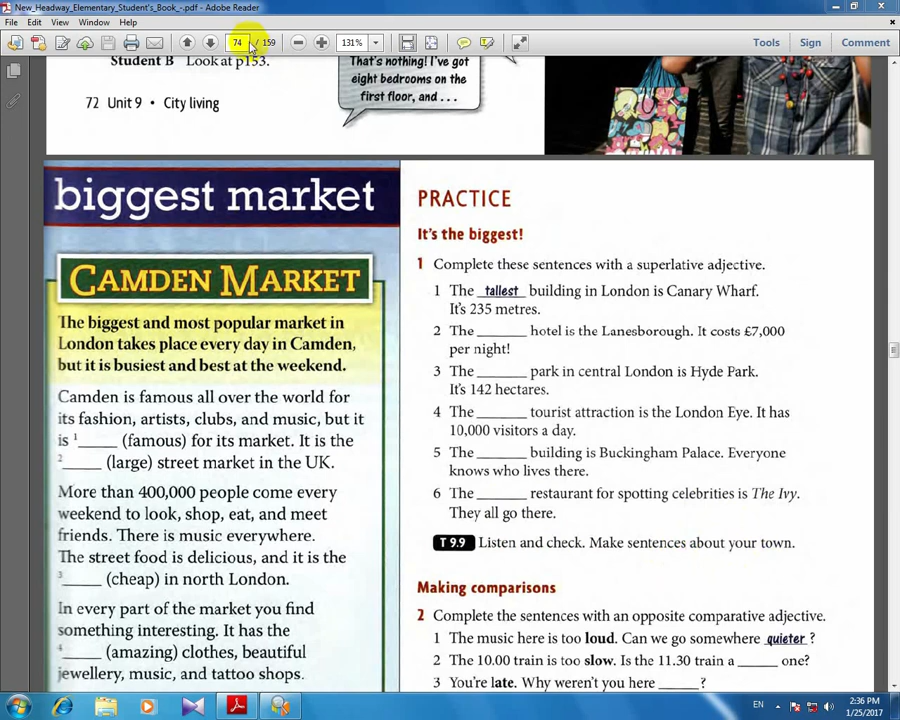 New_Headway_Elementary_Student's_Book_-.pdf - Adobe Reader
File Edit View Window Help
74 / 159 131% Tools Sign Comment
Student B Look at p153.
That's nothing! I've got
eight bedrooms on the
first floor, and . . .
72 Unit 9 • City living
biggest market
CAMDEN MARKET
The biggest and most popular market in
London takes place every day in Camden,
but it is busiest and best at the weekend.
Camden is famous all over the world for
its fashion, artists, clubs, and music, but it
is 1_____ (famous) for its market. It is the
2_____ (large) street market in the UK.
More than 400,000 people come every
weekend to look, shop, eat, and meet
friends. There is music everywhere.
The street food is delicious, and it is the
3_____ (cheap) in north London.
In every part of the market you find
something interesting. It has the
4_____ (amazing) clothes, beautiful
jewellery, music, and tattoo shops.
PRACTICE
It's the biggest!
1 Complete these sentences with a superlative adjective.
1 The tallest building in London is Canary Wharf.
It's 235 metres.
2 The ______ hotel is the Lanesborough. It costs £7,000
per night!
3 The ______ park in central London is Hyde Park.
It's 142 hectares.
4 The ______ tourist attraction is the London Eye. It has
10,000 visitors a day.
5 The ______ building is Buckingham Palace. Everyone
knows who lives there.
6 The ______ restaurant for spotting celebrities is The Ivy.
They all go there.
T 9.9 Listen and check. Make sentences about your town.
Making comparisons
2 Complete the sentences with an opposite comparative adjective.
1 The music here is too loud. Can we go somewhere quieter ?
2 The 10.00 train is too slow. Is the 11.30 train a _____ one?
3 You're late. Why weren't you here _____ ?
EN 2:36 PM
1/25/2017